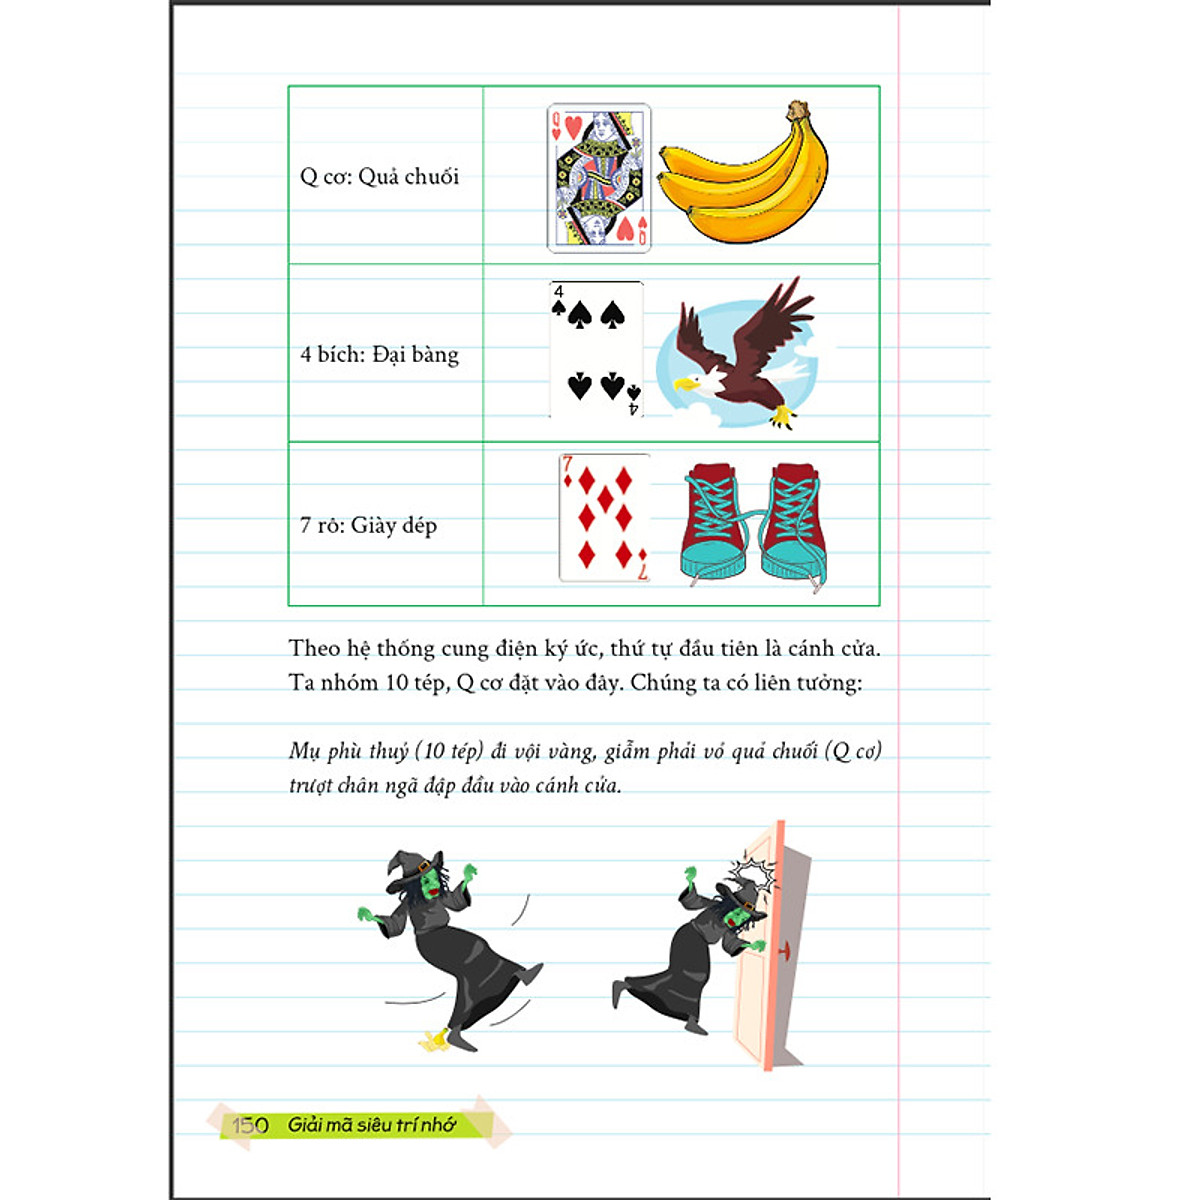 Q
Q cơ: Quả chuối
Q
4
4 bích: Đại bàng
4
7
7 rô: Giày dép
7
Theo hệ thống cung điện ký ức, thứ tự đầu tiên là cánh cửa.
Ta nhóm 10 tép, Q cơ đặt vào đây. Chúng ta có liên tưởng:
Mụ phù thuỷ (10 tép) đi vội vàng, giẫm phải vỏ quả chuối (Q cơ)
trượt chân ngã đập đầu vào cánh cửa.
150 Giải mã siêu trí nhớ